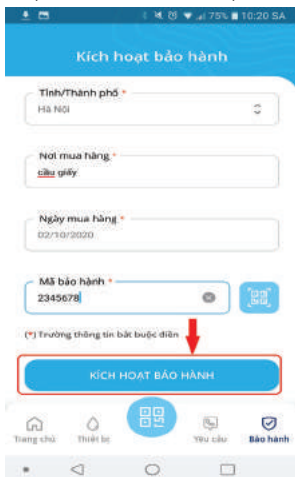 75% 10:20 SA
Kích hoạt bảo hành
Tỉnh/Thành phố *
Hà Nội
Nơi mua hàng *
cầu giấy
Ngày mua hàng *
02/10/2020
Mã bảo hành *
2345678
(*) Trường thông tin bắt buộc điền
KÍCH HOẠT BẢO HÀNH
Trang chủ Thiết bị Yêu cầu Bảo hành